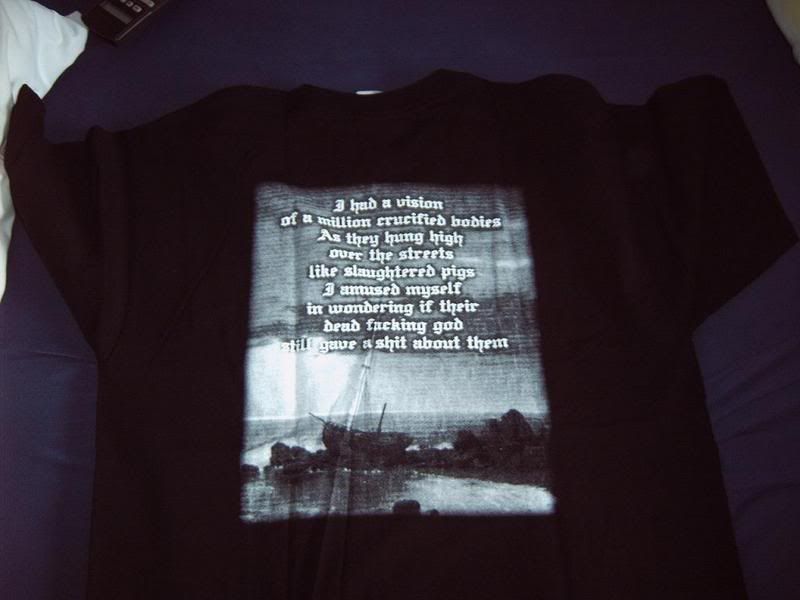 I had a vision
of a million crucified bodies
As they hung high
over the streets
like slaughtered pigs
I amused myself
in wondering if their
dead fucking god
still gave a shit about them